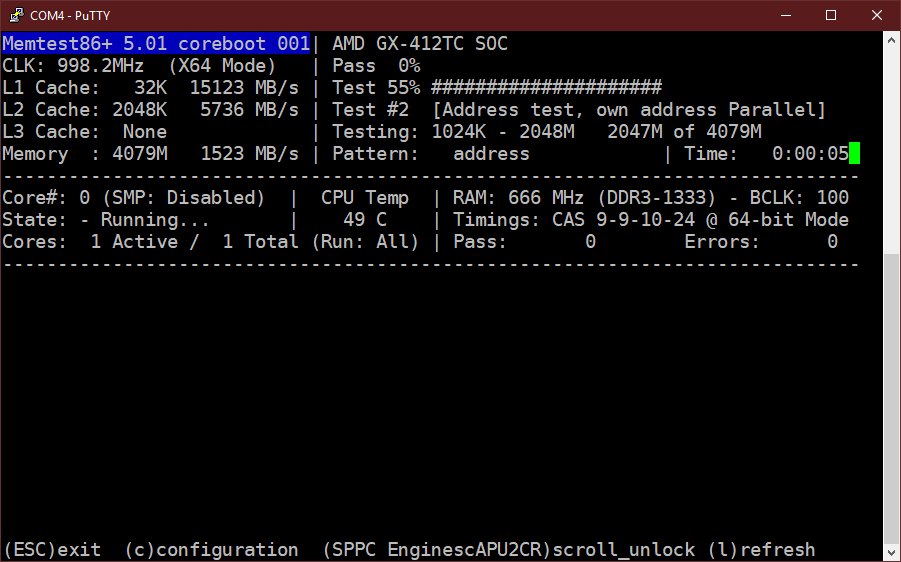 COM4 - PuTTY
Memtest86+ 5.01 coreboot 001| AMD GX-412TC SOC
CLK: 998.2MHz  (X64 Mode)   | Pass  0%
L1 Cache:   32K  15123 MB/s | Test 55% #####################
L2 Cache: 2048K   5736 MB/s | Test #2  [Address test, own address Parallel]
L3 Cache:  None             | Testing: 1024K - 2048M   2047M of 4079M
Memory  : 4079M   1523 MB/s | Pattern:   address            | Time:   0:00:05
------------------------------------------------------------------------------
Core#: 0 (SMP: Disabled)  |  CPU Temp  | RAM: 666 MHz (DDR3-1333) - BCLK: 100
State: - Running...       |    49 C    | Timings: CAS 9-9-10-24 @ 64-bit Mode
Cores:  1 Active /  1 Total (Run: All) | Pass:       0        Errors:      0
------------------------------------------------------------------------------
(ESC)exit  (c)configuration  (SPPC EnginescAPU2CR)scroll_unlock (l)refresh